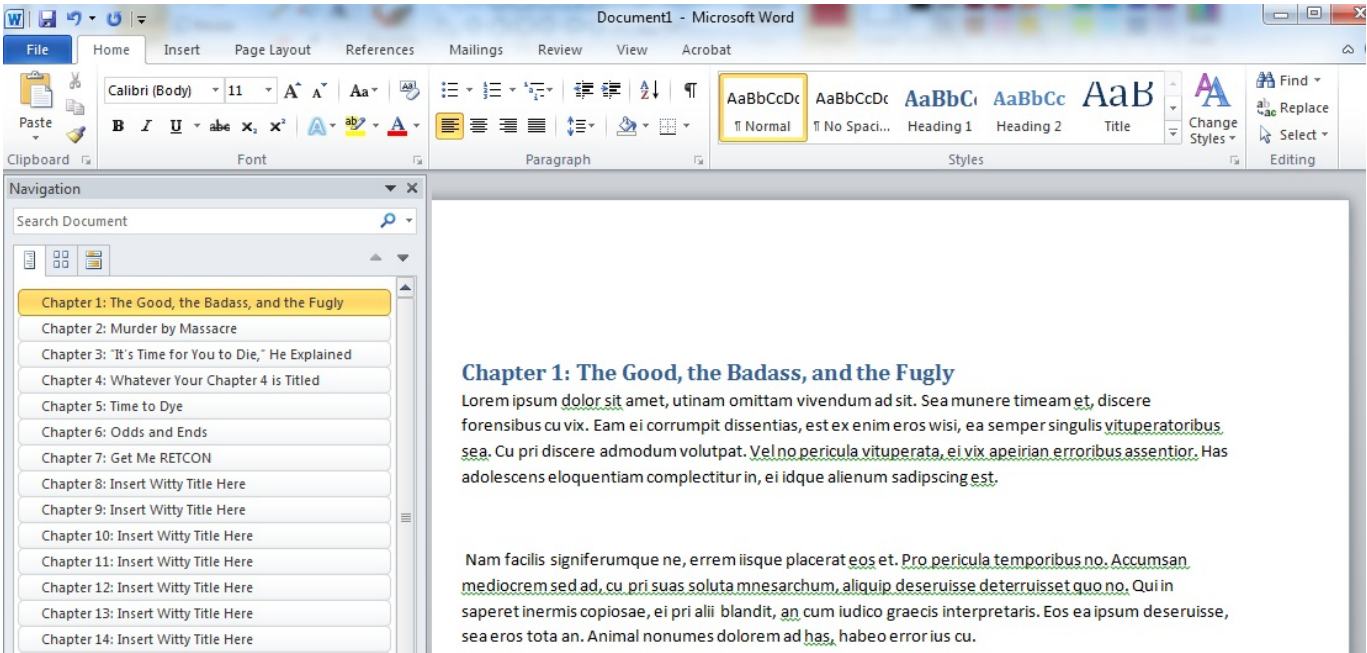 Document1 - Microsoft Word
File Home Insert Page Layout References Mailings Review View Acrobat
Paste
Calibri (Body) 11 A A Aa
B I U abe x₂ x² A ab A
AaBbCcDc AaBbCcDc AaBbC AaBbCc AaB
¶ Normal ¶ No Spaci... Heading 1 Heading 2 Title
Change Styles
Find
Replace
Select
Clipboard Font Paragraph Styles Editing
Navigation
Search Document
Chapter 1: The Good, the Badass, and the Fugly
Chapter 2: Murder by Massacre
Chapter 3: "It's Time for You to Die," He Explained
Chapter 4: Whatever Your Chapter 4 is Titled
Chapter 5: Time to Dye
Chapter 6: Odds and Ends
Chapter 7: Get Me RETCON
Chapter 8: Insert Witty Title Here
Chapter 9: Insert Witty Title Here
Chapter 10: Insert Witty Title Here
Chapter 11: Insert Witty Title Here
Chapter 12: Insert Witty Title Here
Chapter 13: Insert Witty Title Here
Chapter 14: Insert Witty Title Here
Chapter 1: The Good, the Badass, and the Fugly
Lorem ipsum dolor sit amet, utinam omittam vivendum ad sit. Sea munere timeam et, discere
forensibus cu vix. Eam ei corrumpit dissentias, est ex enim eros wisi, ea semper singulis vituperatoribus
sea. Cu pri discere admodum volutpat. Vel no pericula vituperata, ei vix apeirian erroribus assentior. Has
adolescens eloquentiam complectitur in, ei idque alienum sadipscing est.
Nam facilis signiferumque ne, errem iisque placerat eos et. Pro pericula temporibus no. Accumsan
mediocrem sed ad, cu pri suas soluta mnesarchum, aliquip deseruisse deterruisset quo no. Qui in
saperet inermis copiosae, ei pri alii blandit, an cum iudico graecis interpretaris. Eos ea ipsum deseruisse,
sea eros tota an. Animal nonumes dolorem ad has, habeo error ius cu.